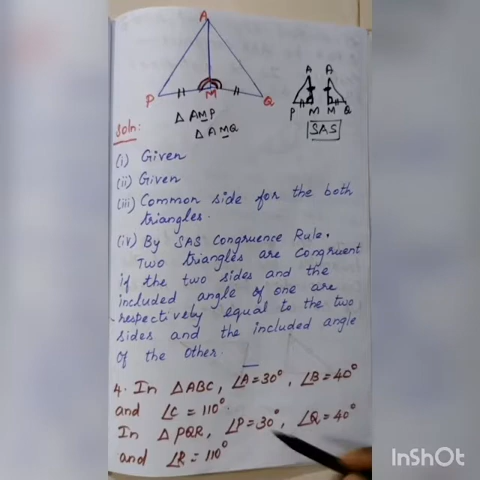 A
P
M
Q
Δ AMP
Δ AMQ
A A
P M M Q
SAS
Soln:
(i) Given
(ii) Given
(iii) Common side for the both
triangles.
(iv) By SAS Congruence Rule.
Two triangles are congruent
if the two sides and the
included angle of one are
respectively equal to the two
sides and the included angle
of the other.
4. In ΔABC, ∠A=30°, ∠B=40°
and ∠C = 110°.
In Δ PQR, ∠P=30°, ∠Q=40°
and ∠R = 110°
InShOt